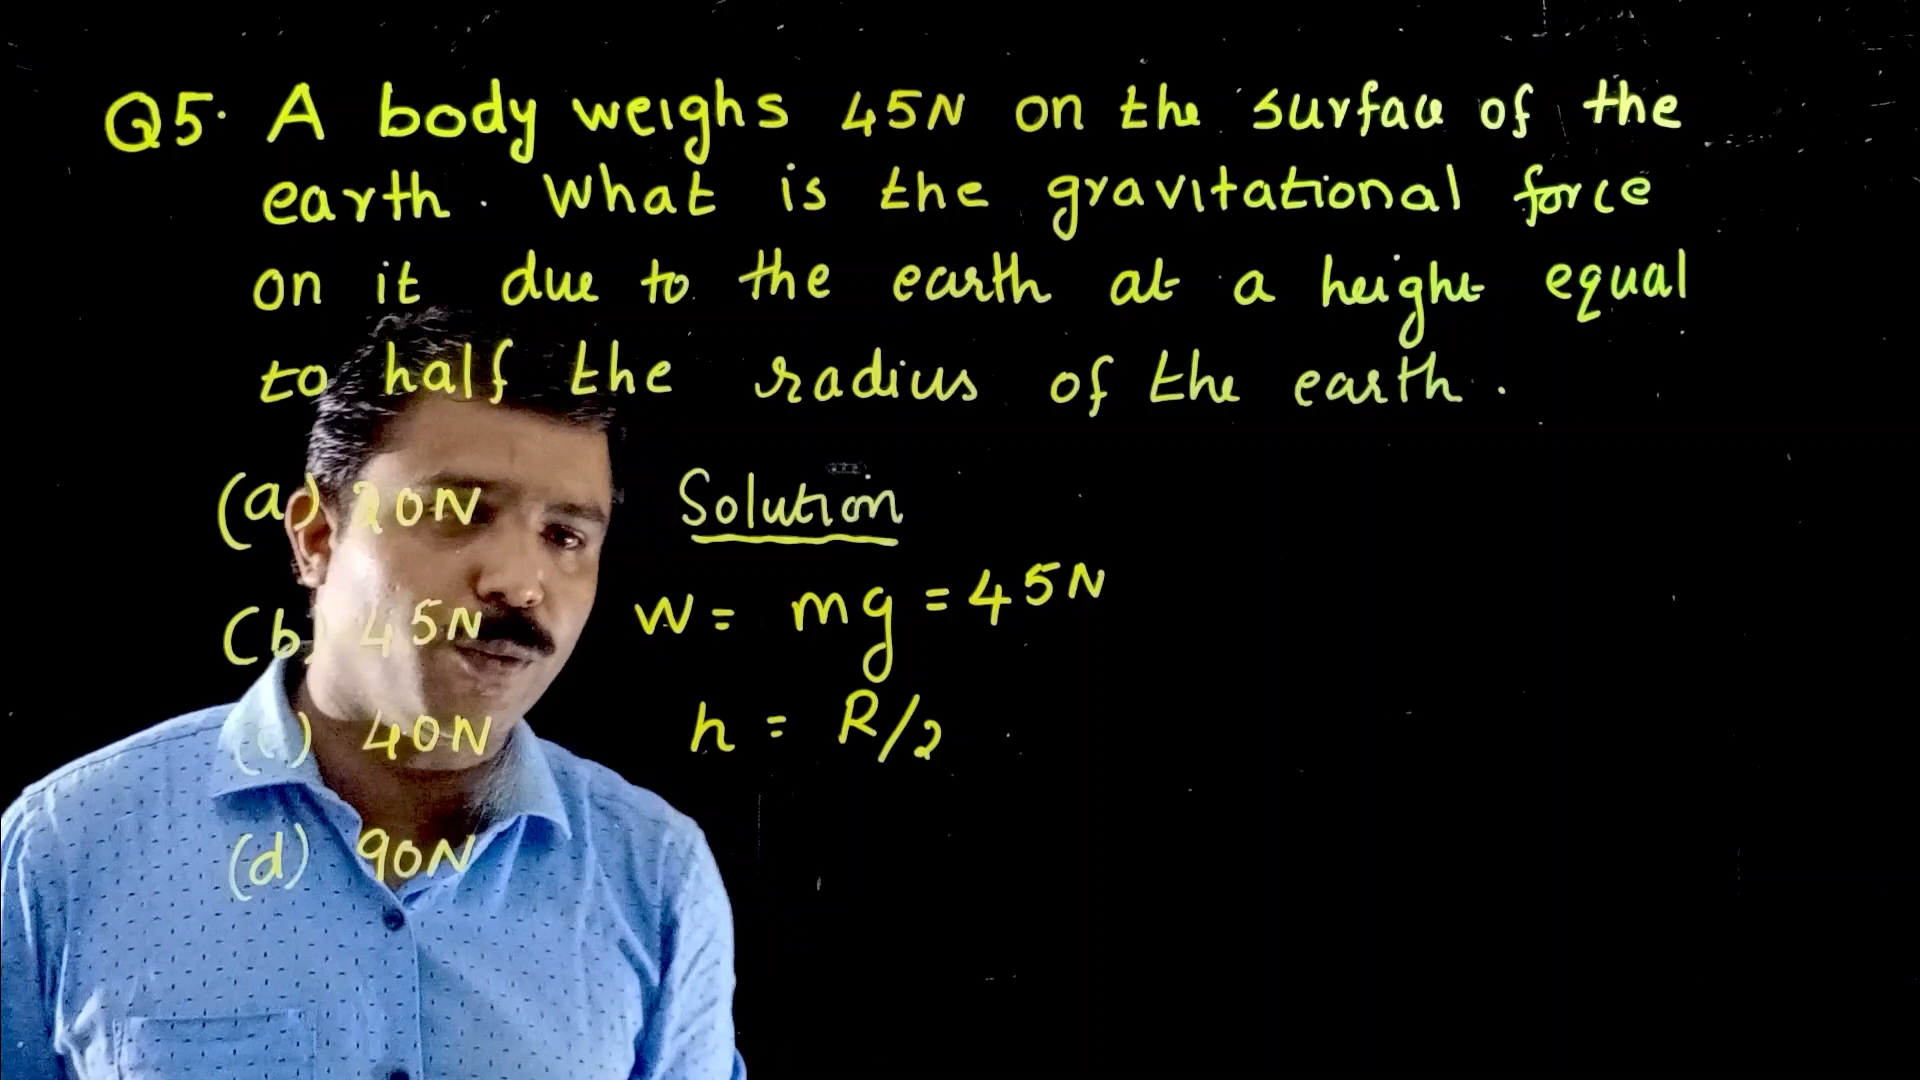 Q5. A body weighs 45N on the surface of the
earth. What is the gravitational force
on it due to the earth at a height equal
to half the radius of the earth.
(a) 20N
(b) 45N
(c) 40N
(d) 90N
Solution
W = mg = 45N
h = R/2